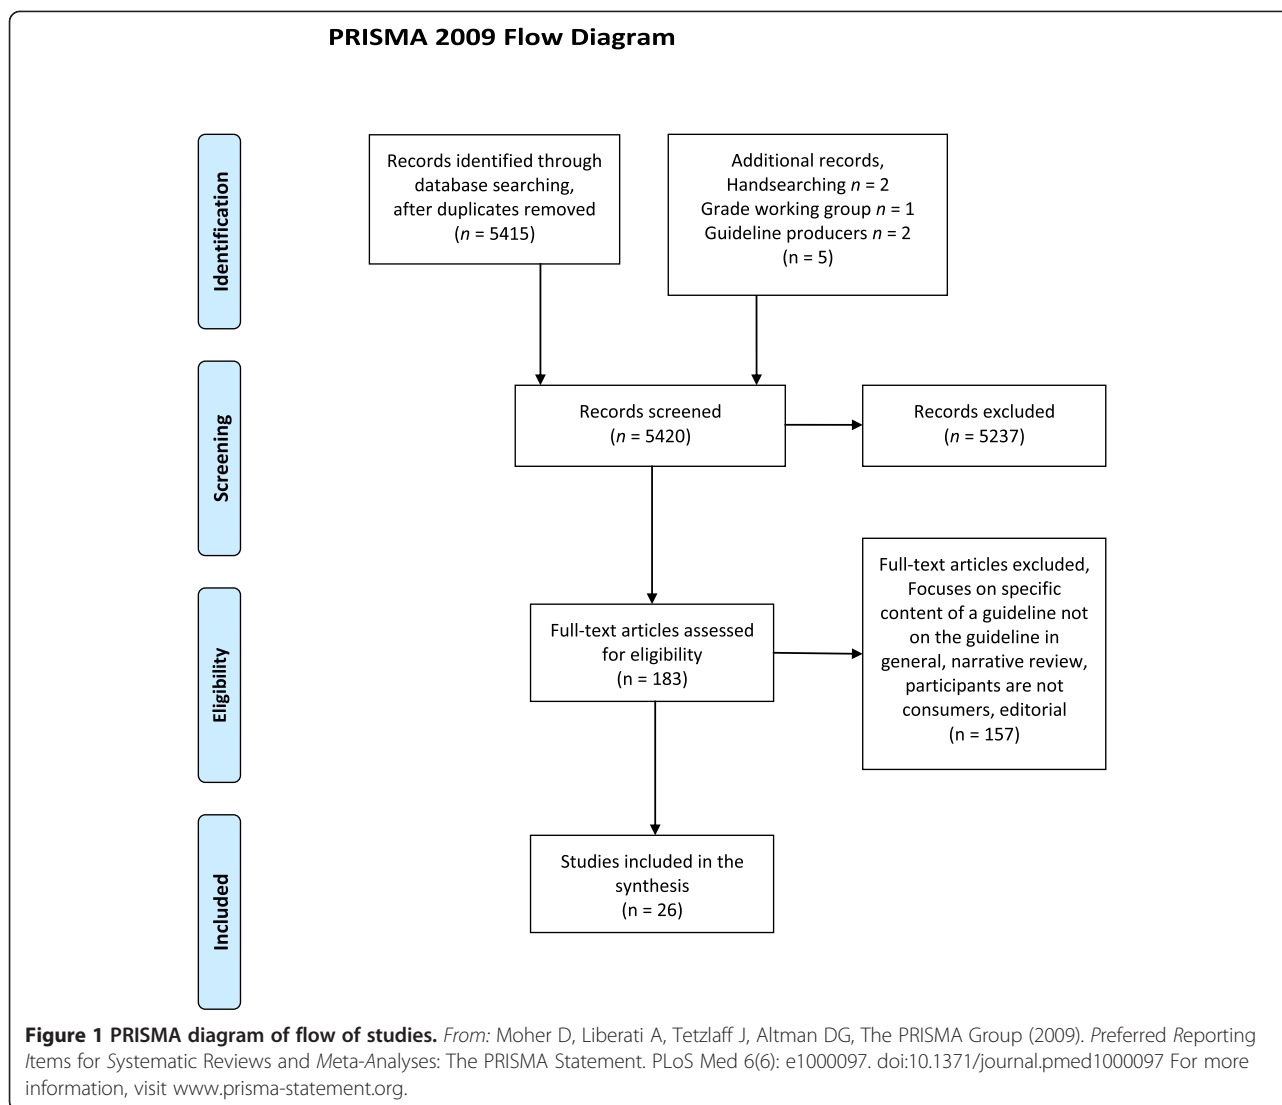 PRISMA 2009 Flow Diagram
Identification
Records identified through
database searching,
after duplicates removed
(n = 5415)
Additional records,
Handsearching n = 2
Grade working group n = 1
Guideline producers n = 2
(n = 5)
Screening
Records screened
(n = 5420)
Records excluded
(n = 5237)
Eligibility
Full-text articles assessed
for eligibility
(n = 183)
Full-text articles excluded,
Focuses on specific
content of a guideline not
on the guideline in
general, narrative review,
participants are not
consumers, editorial
(n = 157)
Included
Studies included in the
synthesis
(n = 26)
Figure 1 PRISMA diagram of flow of studies. From: Moher D, Liberati A, Tetzlaff J, Altman DG, The PRISMA Group (2009). Preferred Reporting
Items for Systematic Reviews and Meta-Analyses: The PRISMA Statement. PLoS Med 6(6): e1000097. doi:10.1371/journal.pmed1000097 For more
information, visit www.prisma-statement.org.